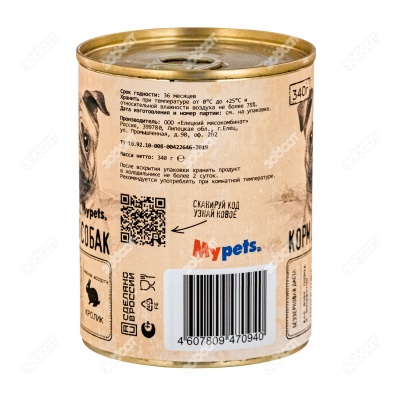 Срок годности: 36 месяцев
Хранить при температуре от 0°С до +25°С и
относительной влажности воздуха не более 75%.
Дата изготовления и номер партии: см. на упаковке.
Производитель: ООО «Елецкий мясокомбинат»
Россия, 399780, Липецкая обл., г.Елец,
ул. Промышленная, д.90, оф. 202
ТУ 10.92.10-008-00422646-2019
Масса нетто: 340 г
После вскрытия упаковки хранить продукт
в холодильнике не более 2 суток.
Рекомендуется употреблять при комнатной температуре.
340г
СКАНИРУЙ КОД
УЗНАЙ НОВОЕ
Mypets.
Mypets.
СОБАК
КОРМ
КРОЛИК
СДЕЛАНО
В РОССИИ
FE
4 607809 470940